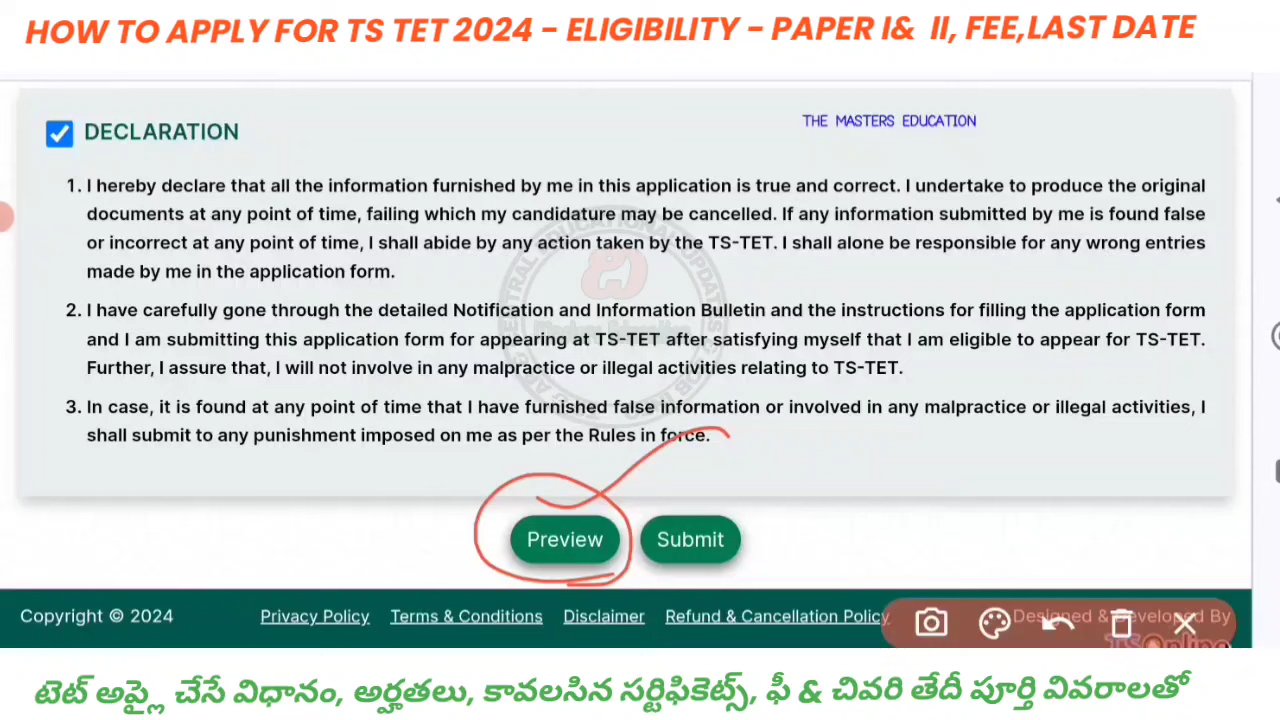 HOW TO APPLY FOR TS TET 2024 - ELIGIBILITY - PAPER I& II, FEE,LAST DATE
DECLARATION
THE MASTERS EDUCATION
1. I hereby declare that all the information furnished by me in this application is true and correct. I undertake to produce the original
documents at any point of time, failing which my candidature may be cancelled. If any information submitted by me is found false
or incorrect at any point of time, I shall abide by any action taken by the TS-TET. I shall alone be responsible for any wrong entries
made by me in the application form.
2. I have carefully gone through the detailed Notification and Information Bulletin and the instructions for filling the application form
and I am submitting this application form for appearing at TS-TET after satisfying myself that I am eligible to appear for TS-TET.
Further, I assure that, I will not involve in any malpractice or illegal activities relating to TS-TET.
3. In case, it is found at any point of time that I have furnished false information or involved in any malpractice or illegal activities, I
shall submit to any punishment imposed on me as per the Rules in force.
Preview Submit
Copyright © 2024 Privacy Policy Terms & Conditions Disclaimer Refund & Cancellation Policy Designed & Developed By
TSOnline
టెట్ అప్లై చేసే విధానం, అర్హతలు, కావలసిన సర్టిఫికెట్స్, ఫీ & చివరి తేదీ పూర్తి వివరాలతో